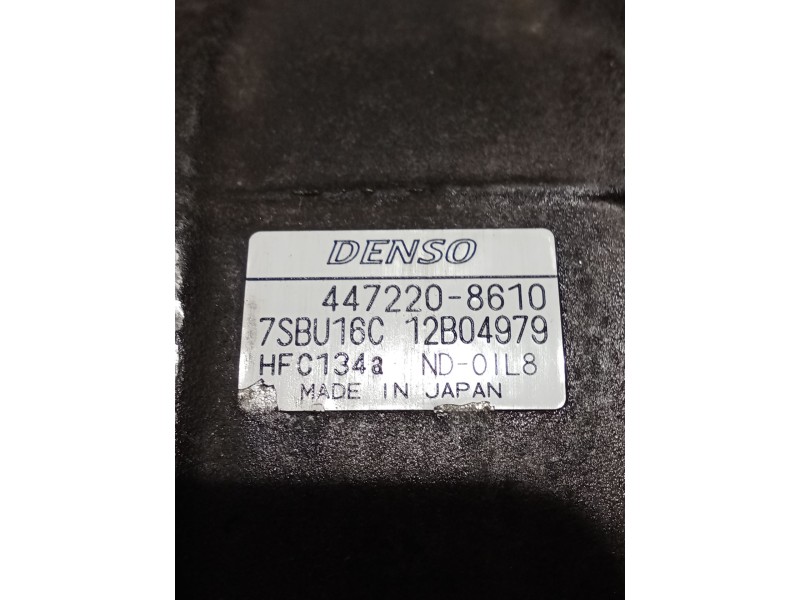 DENSO
447220-8610
7SBU16C 12B04979
HFC134a ND-OIL8
MADE IN JAPAN